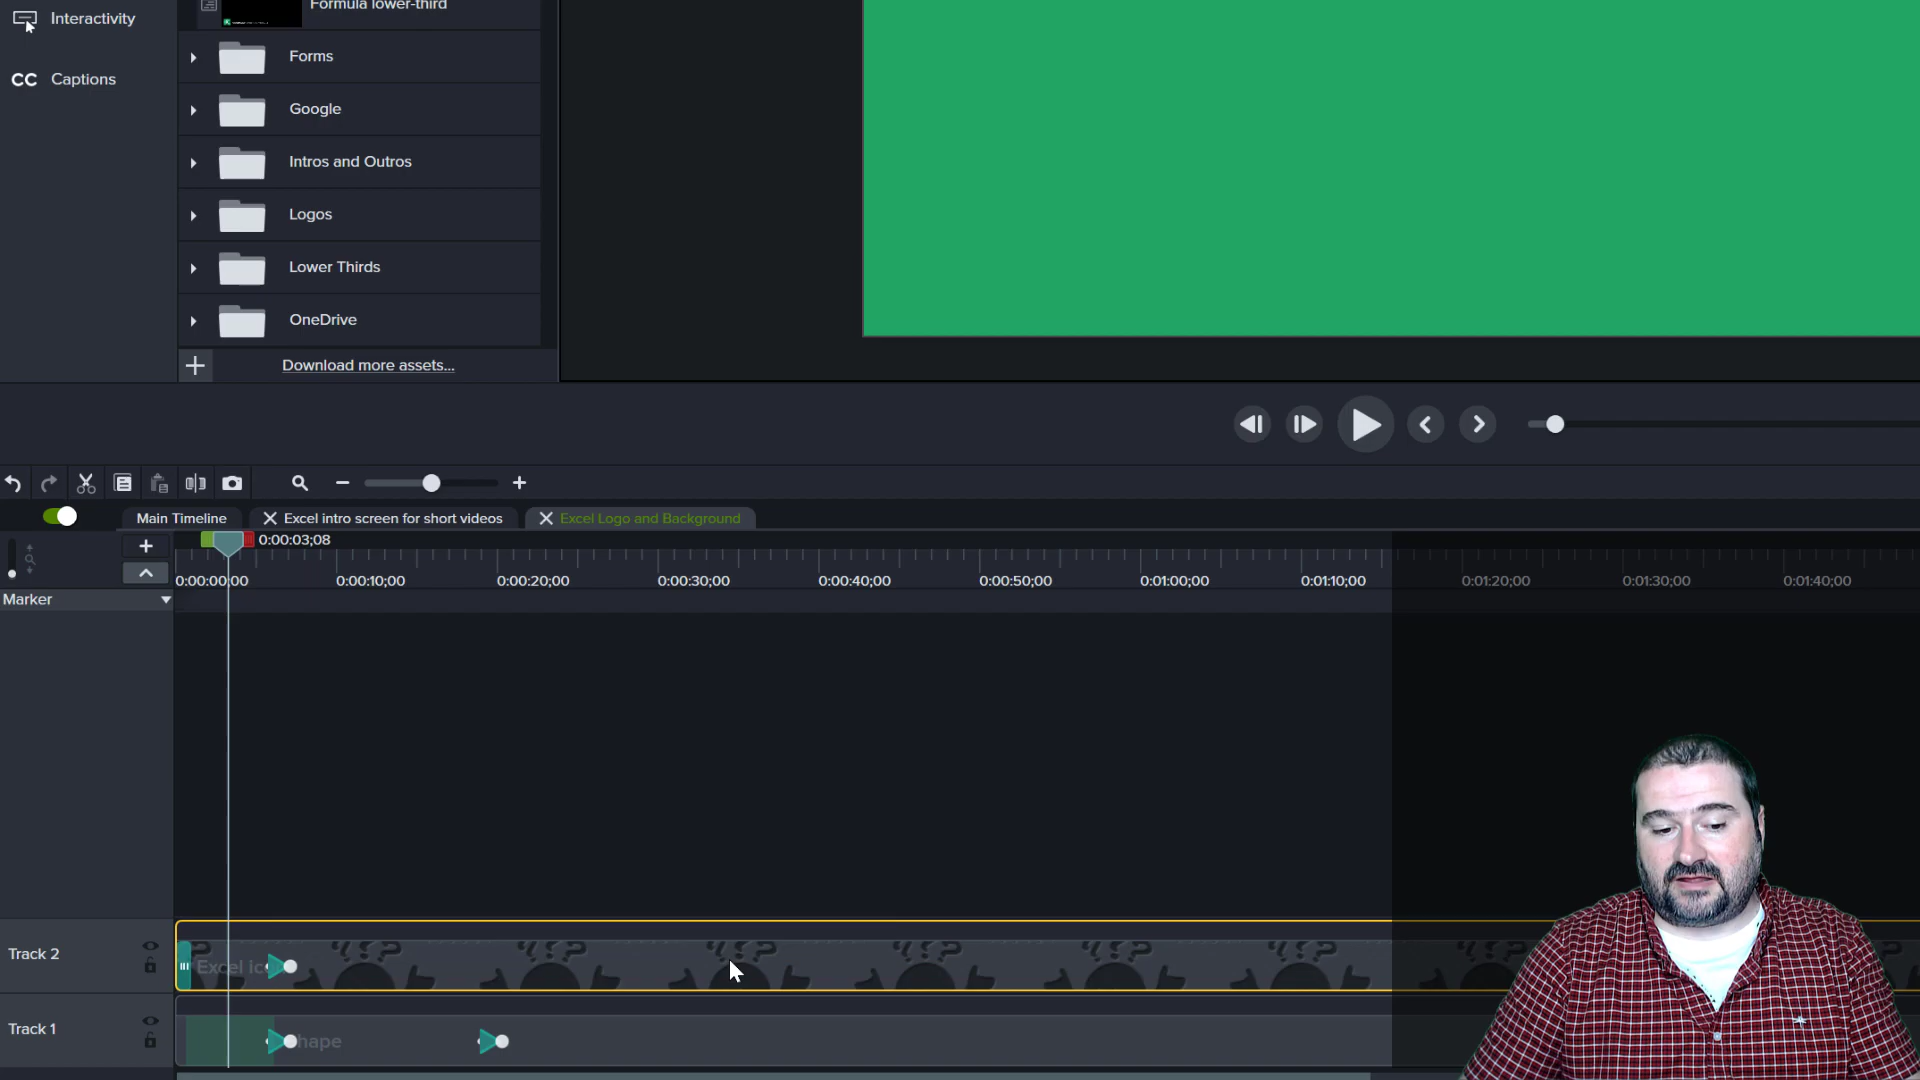 Interactivity
Formula lower-third
CC Captions
Forms
Google
Intros and Outros
Logos
Lower Thirds
OneDrive
Download more assets...
Main Timeline
Excel intro screen for short videos
Excel Logo and Background
0:00:03;08
0:00:00;00
0:00:10;00
0:00:20;00
0:00:30;00
0:00:40;00
0:00:50;00
0:01:00;00
0:01:10;00
0:01:20;00
0:01:30;00
0:01:40;00
Marker
Track 2
Excel ic
Track 1
hape